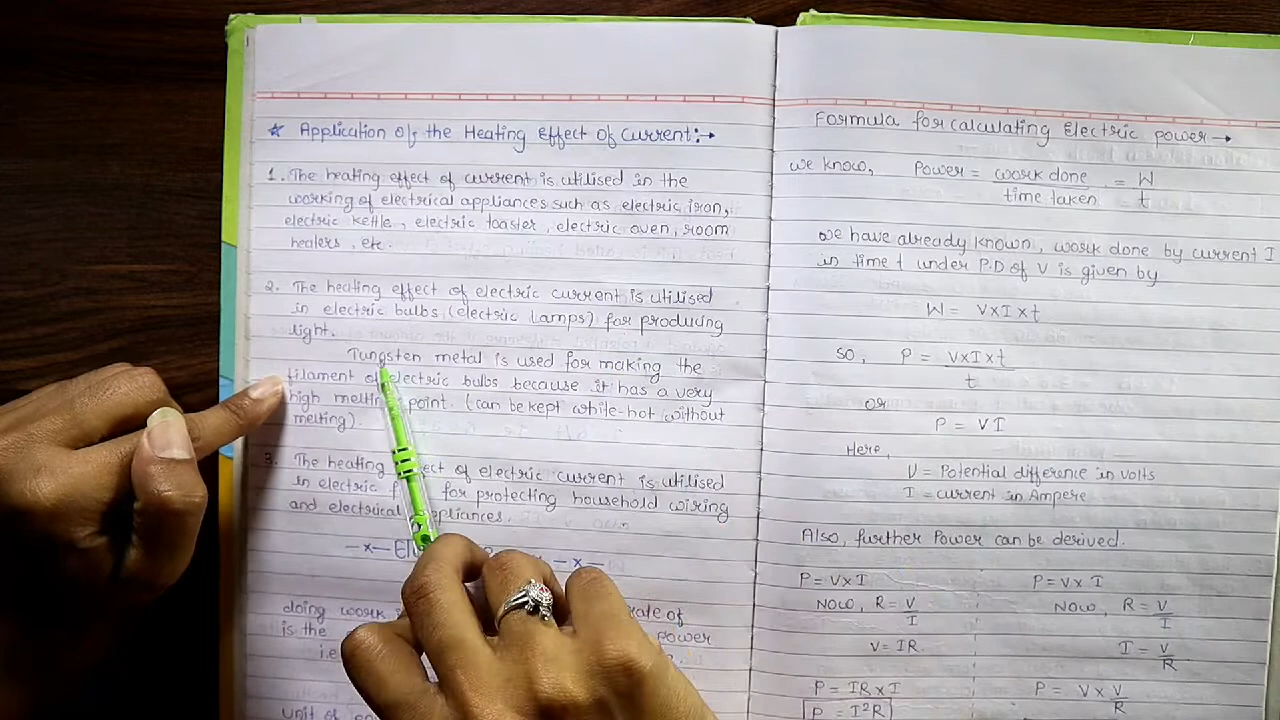 ★ Application of the Heating Effect of Current:→
1. The heating effect of current is utilised in the
working of electrical appliances such as electric iron,
electric kettle, electric toaster, electric oven, room
heaters, etc.
2. The heating effect of electric current is utilised
in electric bulbs (electric lamps) for producing
light.
Tungsten metal is used for making the
filament of electric bulbs because it has a very
high melting point. (can be kept while-hot without
melting).
3. The heating effect of electric current is utilised
in electric for protecting household wiring
and electrical appliances.
doing work rate of
is the power
i.e
unit of
Formula for calculating Electric power →
we know, Power = work done / time taken = W / t
we have already known, work done by current I
in time t under P.D of V is given by
W = V×I×t
so, P = V×I×t / t
or
P = VI
Here,
V = Potential difference in volts
I = current in Ampere
Also, further Power can be derived.
P = V×I
Now, R = V/I
V = IR.
P = IR×I
P = I²R
P = V×I
Now, R = V/I
I = V/R
P = V × V/R